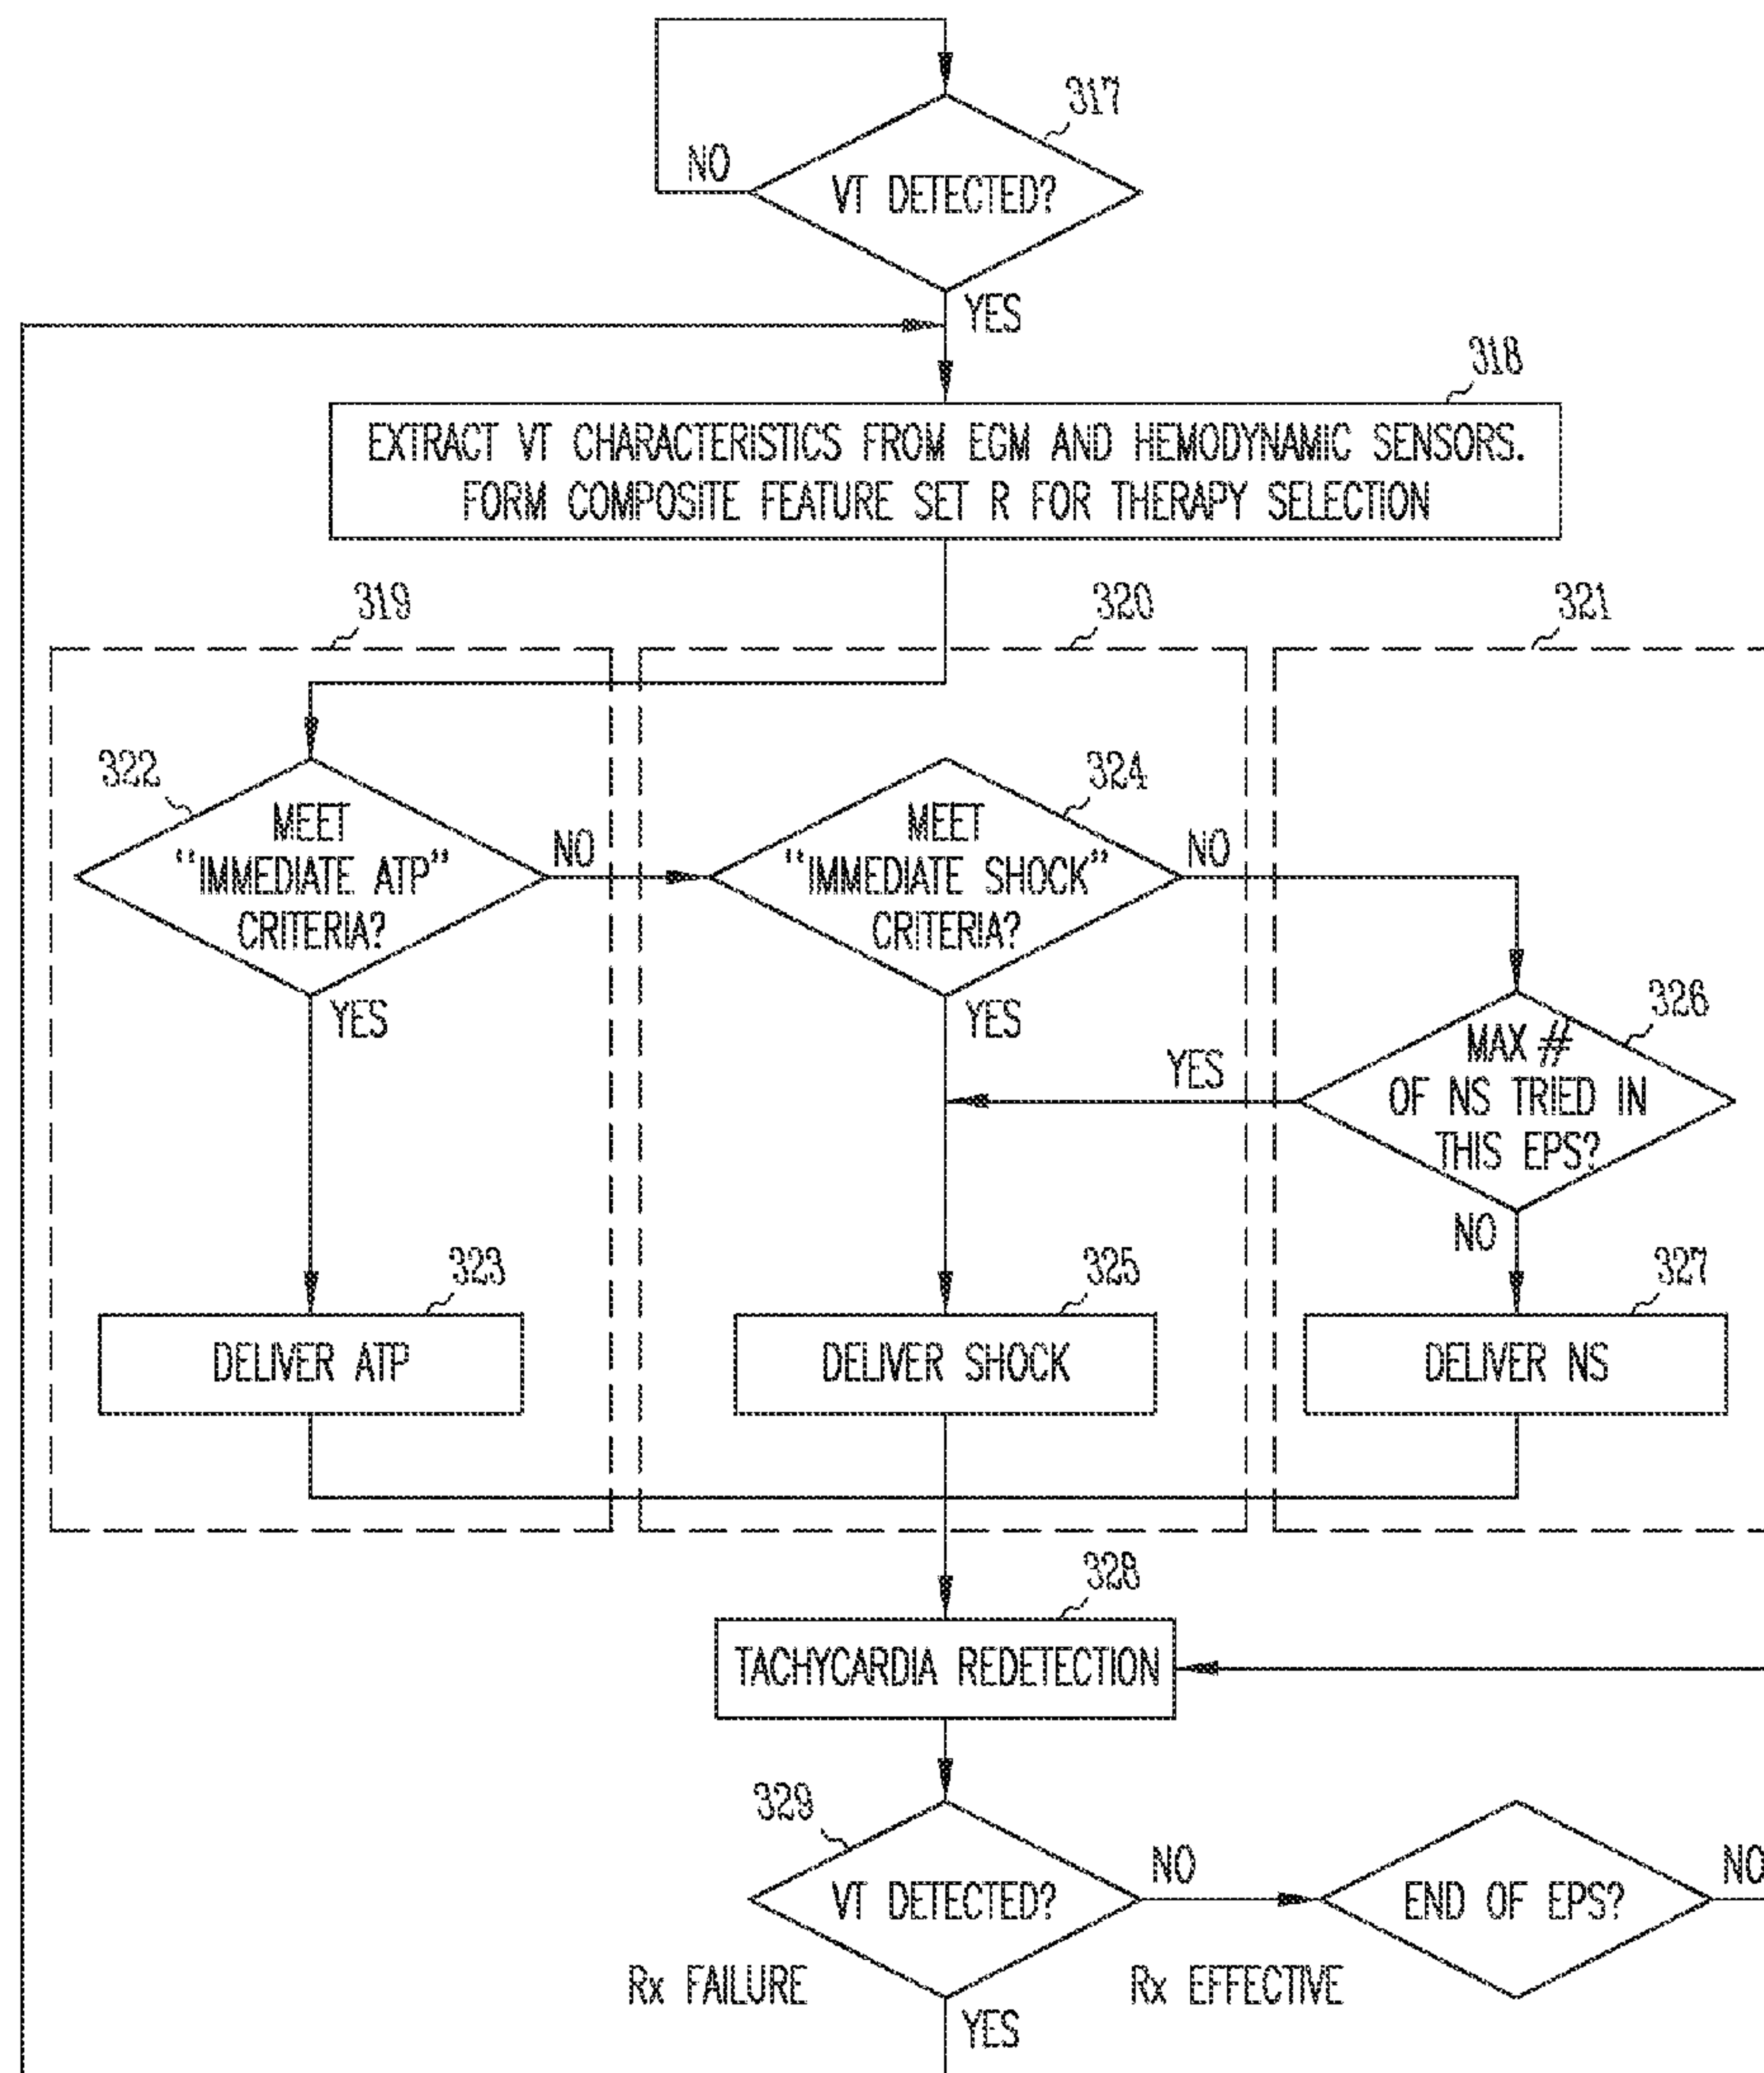 317
NO
VT DETECTED?
YES
318
EXTRACT VT CHARACTERISTICS FROM EGM AND HEMODYNAMIC SENSORS.
FORM COMPOSITE FEATURE SET R FOR THERAPY SELECTION
319
320
321
322
MEET
"IMMEDIATE ATP"
CRITERIA?
NO
YES
324
MEET
"IMMEDIATE SHOCK"
CRITERIA?
NO
YES
326
MAX #
OF NS TRIED IN
THIS EPS?
YES
NO
323
DELIVER ATP
325
DELIVER SHOCK
327
DELIVER NS
328
TACHYCARDIA REDETECTION
329
VT DETECTED?
NO
END OF EPS?
NO
Rx FAILURE
Rx EFFECTIVE
YES